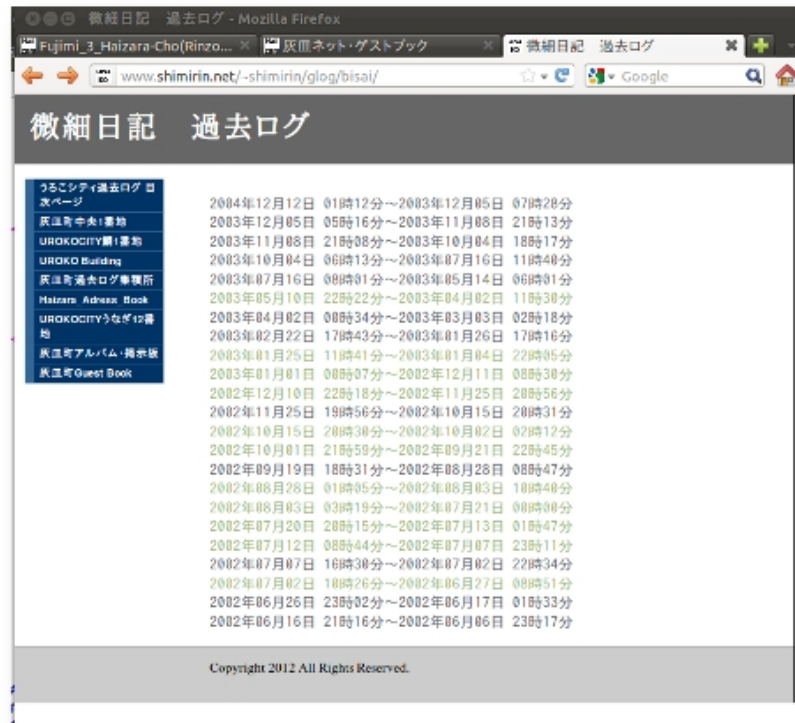 微細日記　過去ログ - Mozilla Firefox
Fujimi_3_Haizara-Cho(Rinzo...
灰皿ネット・ゲストブック
微細日記　過去ログ
www.shimirin.net/~shimirin/glog/bisai/
Google
微細日記　過去ログ
うろこシティ過去ログ 目
次ページ
灰皿町中央1番地
UROKOCITY鱗1番地
UROKO Building
灰皿町過去ログ事務所
Haizara Adress Book
UROKOCITYうなぎ12番
地
灰皿町アルバム・掲示板
灰皿町Guest Book
2004年12月12日 01時12分～2003年12月05日 07時20分
2003年12月05日 05時16分～2003年11月08日 21時13分
2003年11月08日 21時08分～2003年10月04日 18時17分
2003年10月04日 06時13分～2003年07月16日 11時40分
2003年07月16日 08時01分～2003年05月14日 06時01分
2003年05月10日 22時22分～2003年04月02日 11時30分
2003年04月02日 00時34分～2003年03月03日 02時18分
2003年02月22日 17時43分～2003年01月26日 17時16分
2003年01月25日 11時41分～2003年01月04日 22時05分
2003年01月01日 00時07分～2002年12月11日 08時30分
2002年12月10日 22時18分～2002年11月25日 20時56分
2002年11月25日 19時56分～2002年10月15日 20時31分
2002年10月15日 20時30分～2002年10月02日 02時12分
2002年10月01日 21時59分～2002年09月21日 22時45分
2002年09月19日 18時31分～2002年08月28日 08時47分
2002年08月28日 01時05分～2002年08月03日 10時40分
2002年08月03日 03時19分～2002年07月21日 00時00分
2002年07月20日 20時15分～2002年07月13日 01時47分
2002年07月12日 08時44分～2002年07月07日 23時11分
2002年07月07日 16時30分～2002年07月02日 22時34分
2002年07月02日 10時26分～2002年06月27日 08時51分
2002年06月26日 23時02分～2002年06月17日 01時33分
2002年06月16日 21時16分～2002年06月06日 23時17分
Copyright 2012 All Rights Reserved.